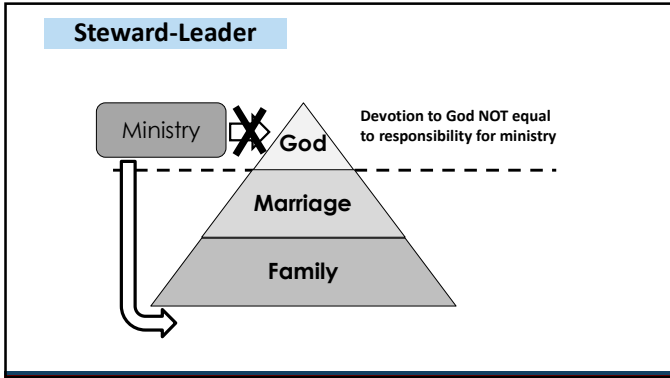 Steward-Leader
Ministry
God
Devotion to God NOT equal
to responsibility for ministry
Marriage
Family